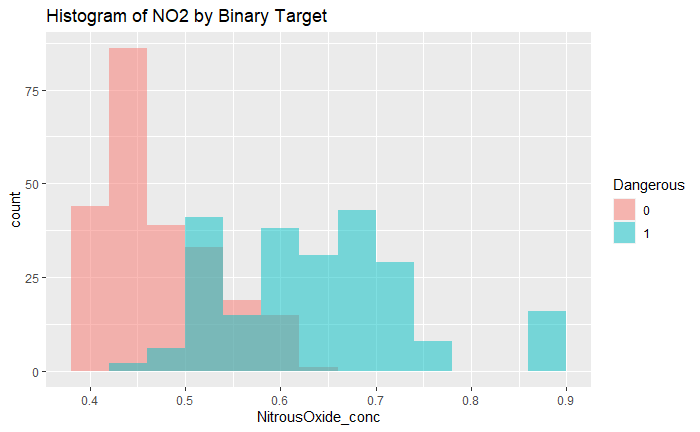 Histogram of NO2 by Binary Target
count
75
50
25
0
0.4 0.5 0.6 0.7 0.8 0.9
NitrousOxide_conc
Dangerous
0
1